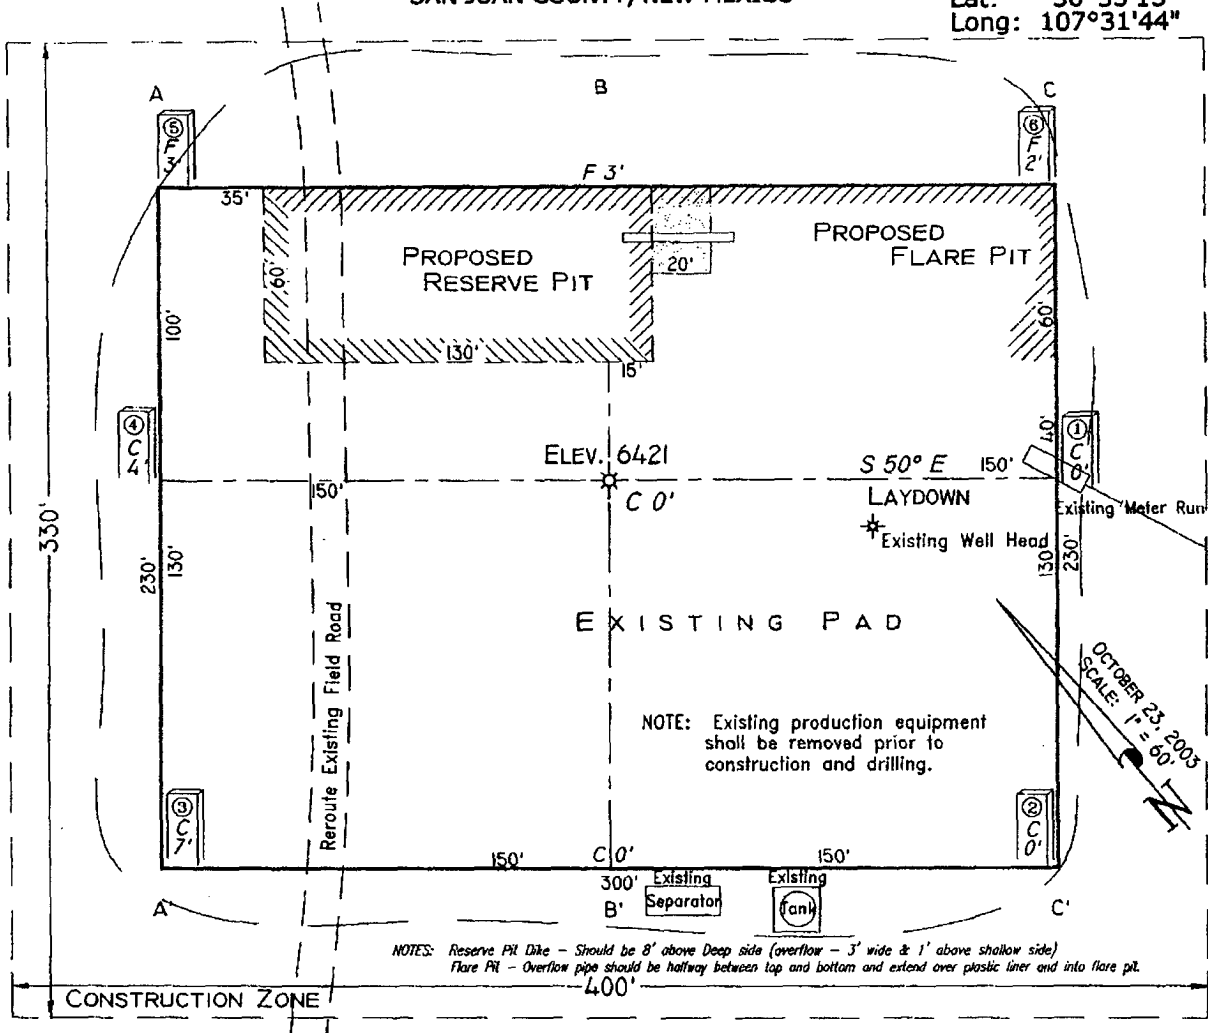 Long: 107°31'44"
A
B
C
⑤
F
3'
⑥
F
2'
F 3'
35'
PROPOSED
RESERVE PIT
20'
PROPOSED
FLARE PIT
60'
60'
100'
130'
15'
④
C
4'
40'
①
C
0'
ELEV. 6421
S 50° E
150'
150'
C 0'
LAYDOWN
Existing Meter Run
Existing Well Head
330'
230'
130'
130'
230'
EXISTING PAD
Reroute Existing Field Road
OCTOBER 23, 2003
SCALE: 1" = 60'
N
NOTE: Existing production equipment
shall be removed prior to
construction and drilling.
③
C
7'
②
C
0'
150'
C 0'
150'
300'
Existing
Separator
Existing
Tank
A'
B'
C'
NOTES: Reserve Pit Dike - Should be 8' above Deep side (overflow - 3' wide & 1' above shallow side)
Flare Pit - Overflow pipe should be halfway between top and bottom and extend over plastic liner and into flare pit.
400'
CONSTRUCTION ZONE